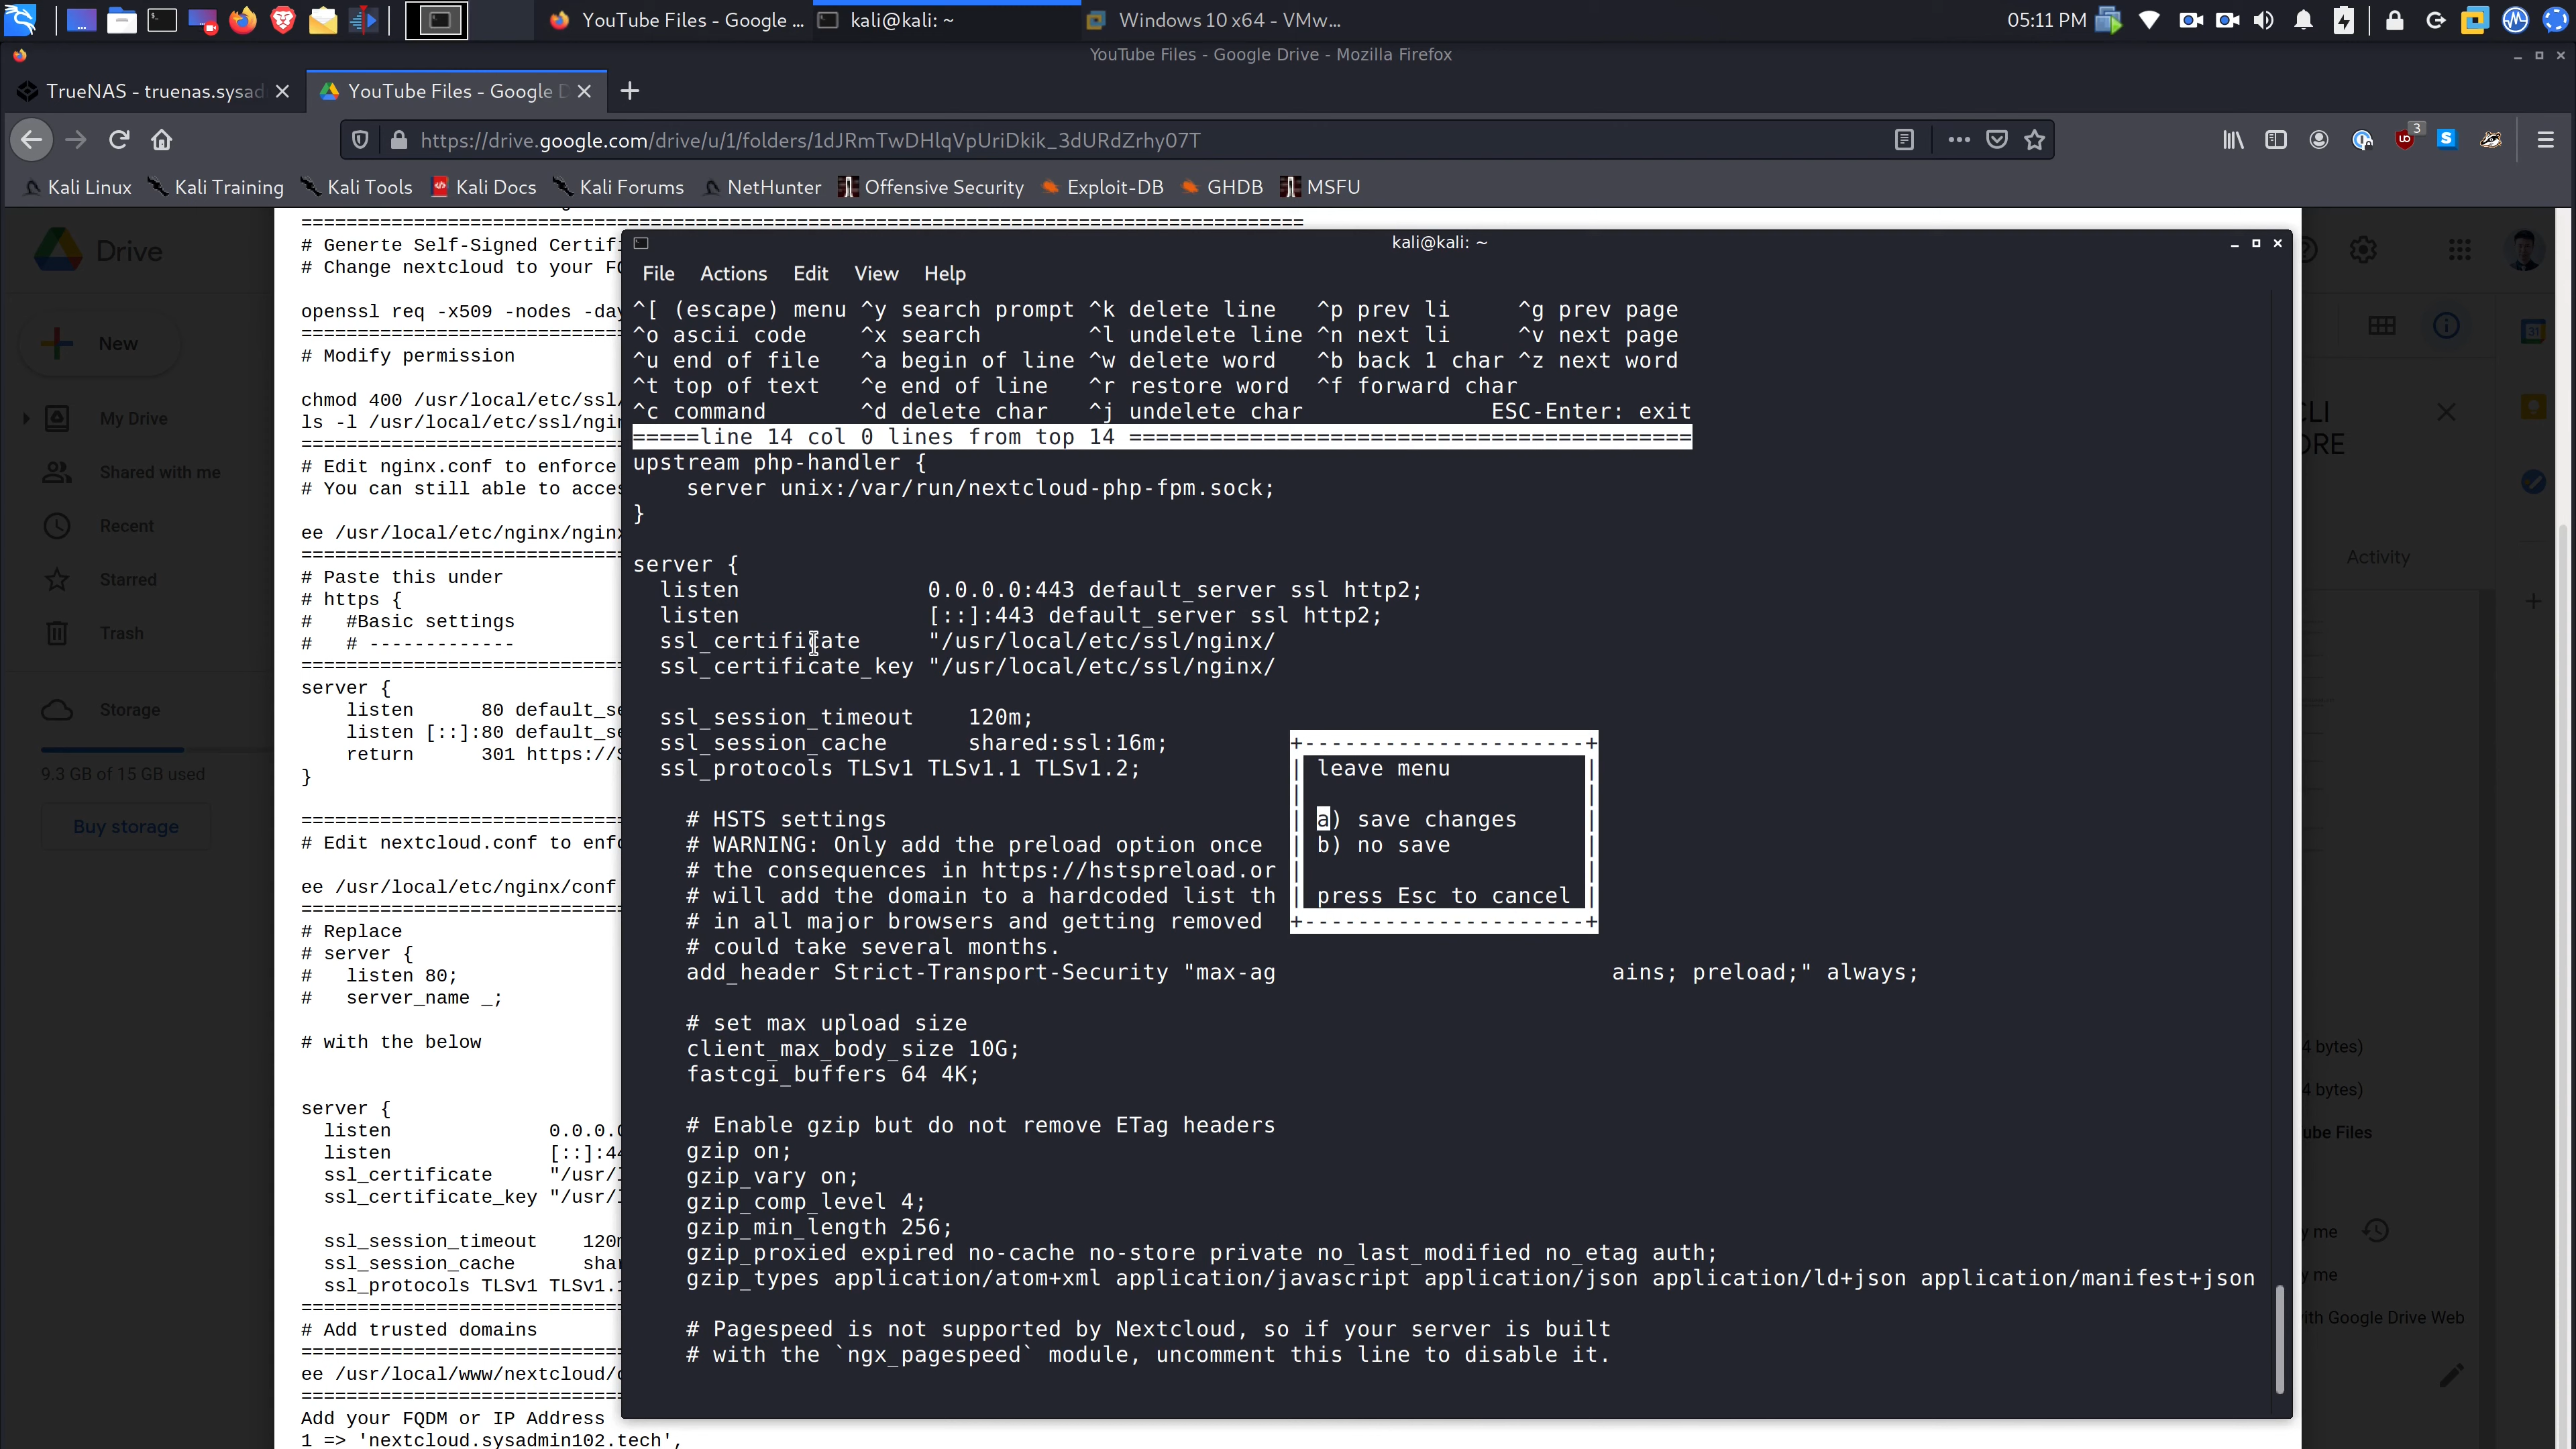 YouTube Files - Google ...
kali@kali: ~
Windows 10 x64 - VMw...
05:11 PM
YouTube Files - Google Drive - Mozilla Firefox
TrueNAS - truenas.sysad
YouTube Files - Google D
https://drive.google.com/drive/u/1/folders/1dJRmTwDHlqVpUriDkik_3dURdZrhy07T
3
Kali Linux
Kali Training
Kali Tools
Kali Docs
Kali Forums
NetHunter
Offensive Security
Exploit-DB
GHDB
MSFU
Drive
New
My Drive
Shared with me
Recent
Starred
Trash
Storage
9.3 GB of 15 GB used
Buy storage
# Generte Self-Signed Certifi
# Change nextcloud to your FQ
openssl req -x509 -nodes -day
# Modify permission
chmod 400 /usr/local/etc/ssl/
ls -l /usr/local/etc/ssl/ngin
# Edit nginx.conf to enforce
# You can still able to acces
ee /usr/local/etc/nginx/nginx
# Paste this under
# https {
#   #Basic settings
#   # -------------
server {
listen      80 default_se
listen [::]:80 default_se
return      301 https://$
}
# Edit nextcloud.conf to enfo
ee /usr/local/etc/nginx/conf
# Replace
# server {
#   listen 80;
#   server_name _;
# with the below
server {
listen              0.0.0.0
listen              [::]:44
ssl_certificate     "/usr/l
ssl_certificate_key "/usr/l
ssl_session_timeout    120m
ssl_session_cache      shar
ssl_protocols TLSv1 TLSv1.1
# Add trusted domains
ee /usr/local/www/nextcloud/c
Add your FQDM or IP Address
1 => 'nextcloud.sysadmin102.tech',
kali@kali: ~
File Actions Edit View Help
^[ (escape) menu ^y search prompt ^k delete line   ^p prev li     ^g prev page
^o ascii code    ^x search        ^l undelete line ^n next li     ^v next page
^u end of file   ^a begin of line ^w delete word   ^b back 1 char ^z next word
^t top of text   ^e end of line   ^r restore word  ^f forward char
^c command       ^d delete char   ^j undelete char              ESC-Enter: exit
=====line 14 col 0 lines from top 14 ==========================================
upstream php-handler {
server unix:/var/run/nextcloud-php-fpm.sock;
}
server {
listen              0.0.0.0:443 default_server ssl http2;
listen              [::]:443 default_server ssl http2;
ssl_certificate     "/usr/local/etc/ssl/nginx/
ssl_certificate_key "/usr/local/etc/ssl/nginx/
ssl_session_timeout    120m;
ssl_session_cache      shared:ssl:16m;
ssl_protocols TLSv1 TLSv1.1 TLSv1.2;
# HSTS settings
# WARNING: Only add the preload option once
# the consequences in https://hstspreload.or
# will add the domain to a hardcoded list th
# in all major browsers and getting removed
# could take several months.
add_header Strict-Transport-Security "max-ag                         ains; preload;" always;
# set max upload size
client_max_body_size 10G;
fastcgi_buffers 64 4K;
# Enable gzip but do not remove ETag headers
gzip on;
gzip_vary on;
gzip_comp_level 4;
gzip_min_length 256;
gzip_proxied expired no-cache no-store private no_last_modified no_etag auth;
gzip_types application/atom+xml application/javascript application/json application/ld+json application/manifest+json
# Pagespeed is not supported by Nextcloud, so if your server is built
# with the `ngx_pagespeed` module, uncomment this line to disable it.
leave menu
a) save changes
b) no save
press Esc to cancel
CLI
ORE
Activity
4 bytes)
4 bytes)
ube Files
y me
y me
ith Google Drive Web
31